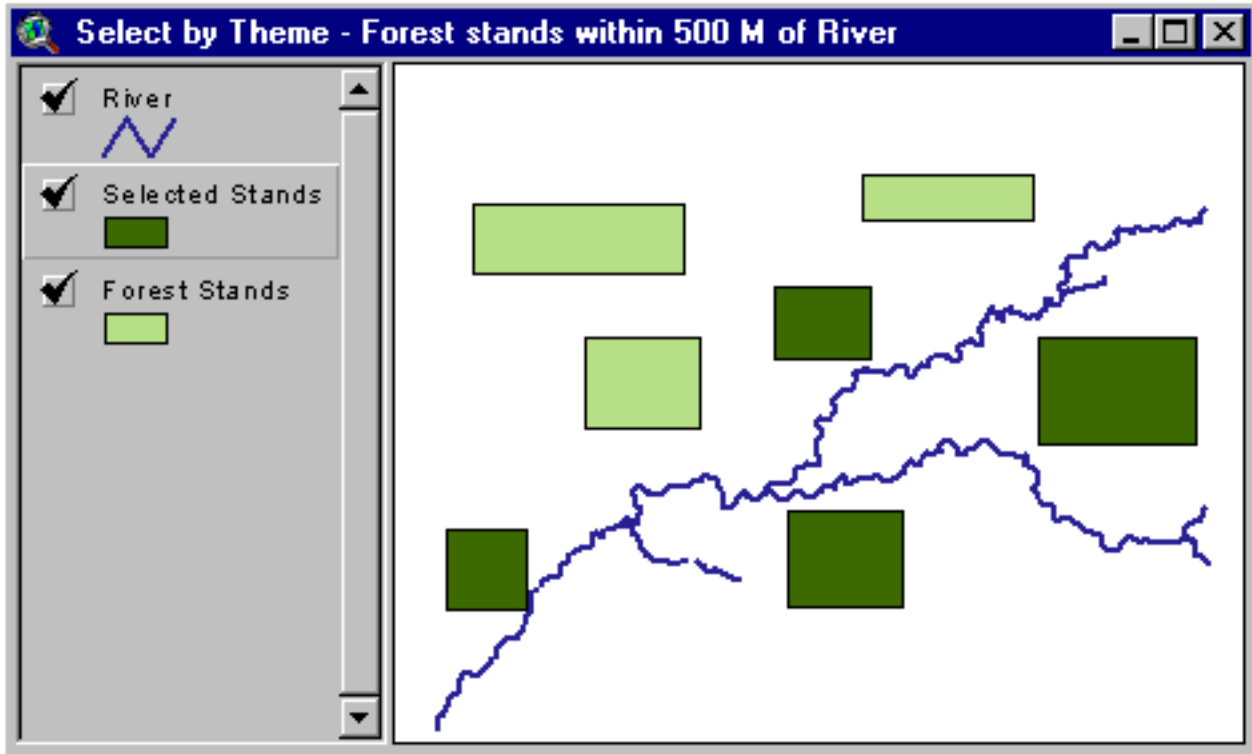 Select by Theme - Forest stands within 500 M of River
River
Selected Stands
Forest Stands